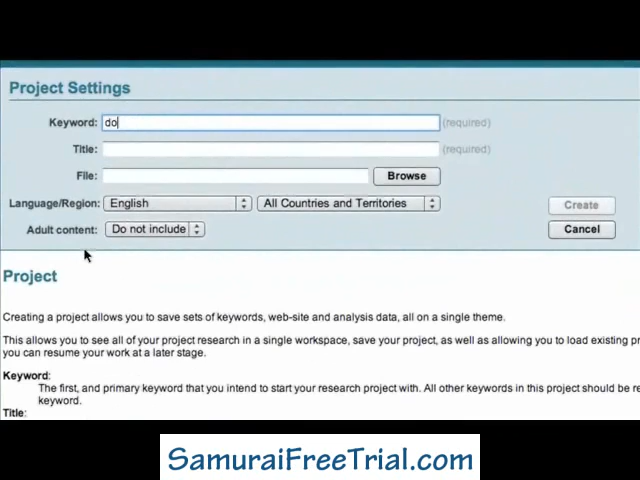 Project Settings
Keyword: do (required)
Title: (required)
File: Browse
Language/Region: English All Countries and Territories Create
Adult content: Do not include Cancel
Project
Creating a project allows you to save sets of keywords, web-site and analysis data, all on a single theme.
This allows you to see all of your project research in a single workspace, save your project, as well as allowing you to load existing
you can resume your work at a later stage.
Keyword:
The first, and primary keyword that you intend to start your research project with. All other keywords in this project should be
keyword.
Title:
SamuraiFreeTrial.com